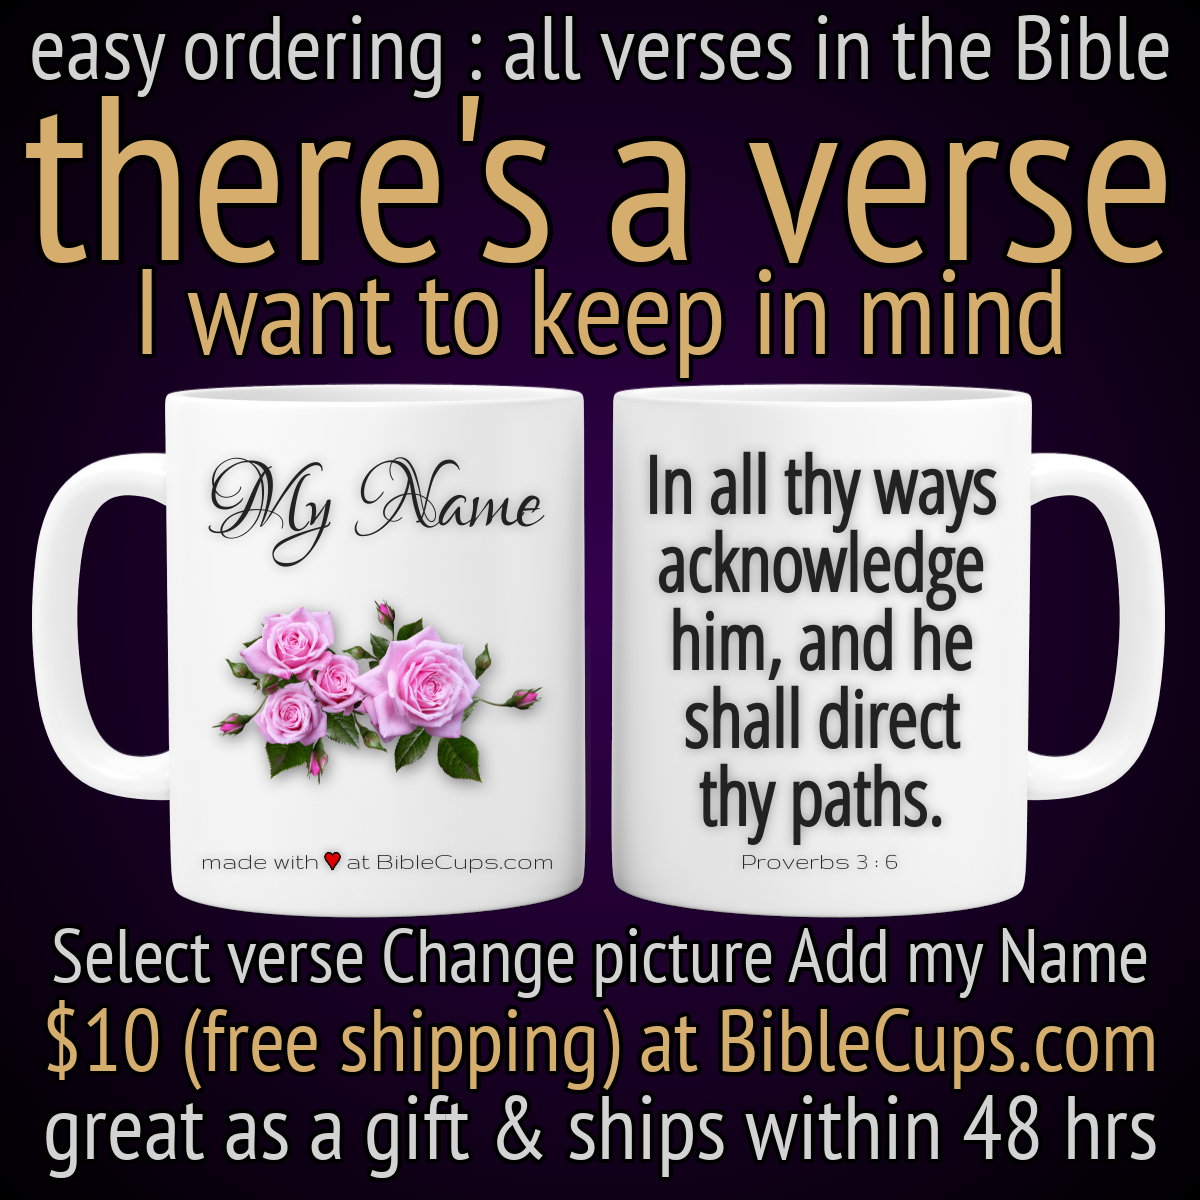 easy ordering : all verses in the Bible
there's a verse
I want to keep in mind
My Name
made with ♥ at BibleCups.com
In all thy ways
acknowledge
him, and he
shall direct
thy paths.
Proverbs 3 : 6
Select verse Change picture Add my Name
$10 (free shipping) at BibleCups.com
great as a gift & ships within 48 hrs